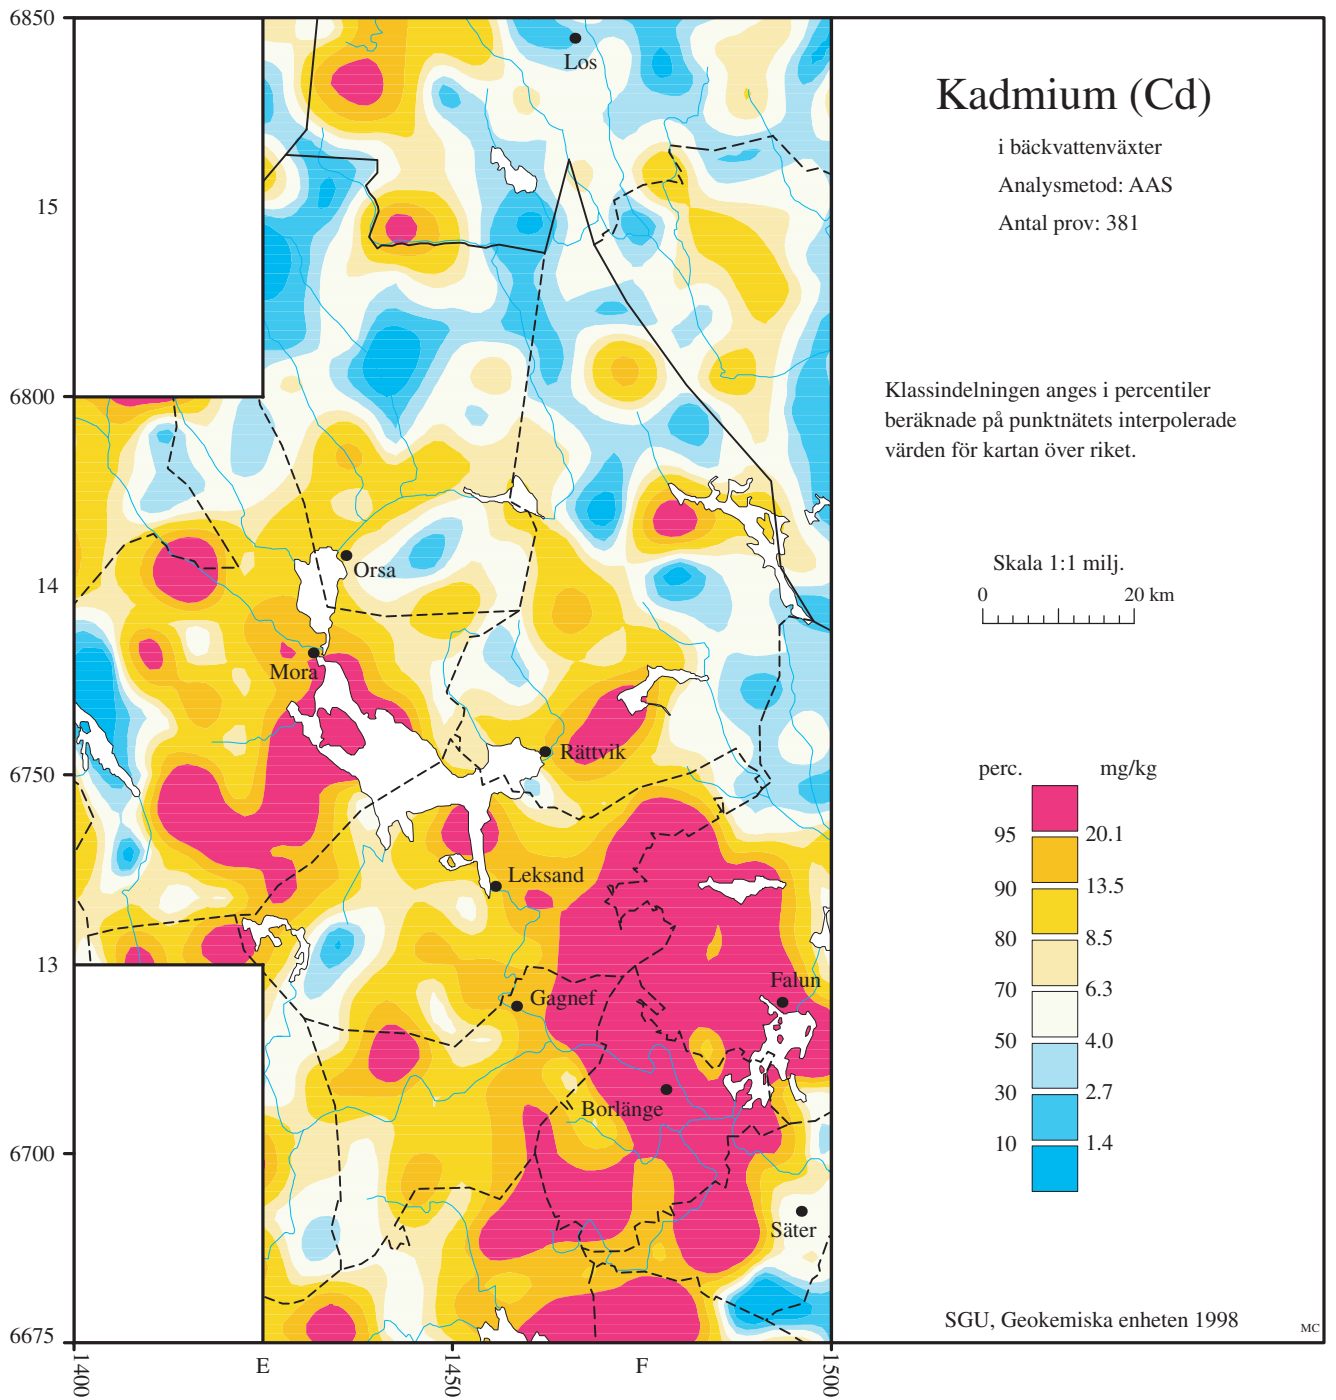 Kadmium (Cd)
i bäckvattenväxter
Analysmetod: AAS
Antal prov: 381
Klassindelningen anges i percentiler
beräknade på punktnätets interpolerade
värden för kartan över riket.
Skala 1:1 milj.
0 20 km
perc. mg/kg
95 20.1
90 13.5
80 8.5
70 6.3
50 4.0
30 2.7
10 1.4
SGU, Geokemiska enheten 1998
MC
6850
15
6800
14
6750
13
6700
6675
1400
E
1450
F
1500
Los
Orsa
Mora
Rättvik
Leksand
Falun
Gagnef
Borlänge
Säter